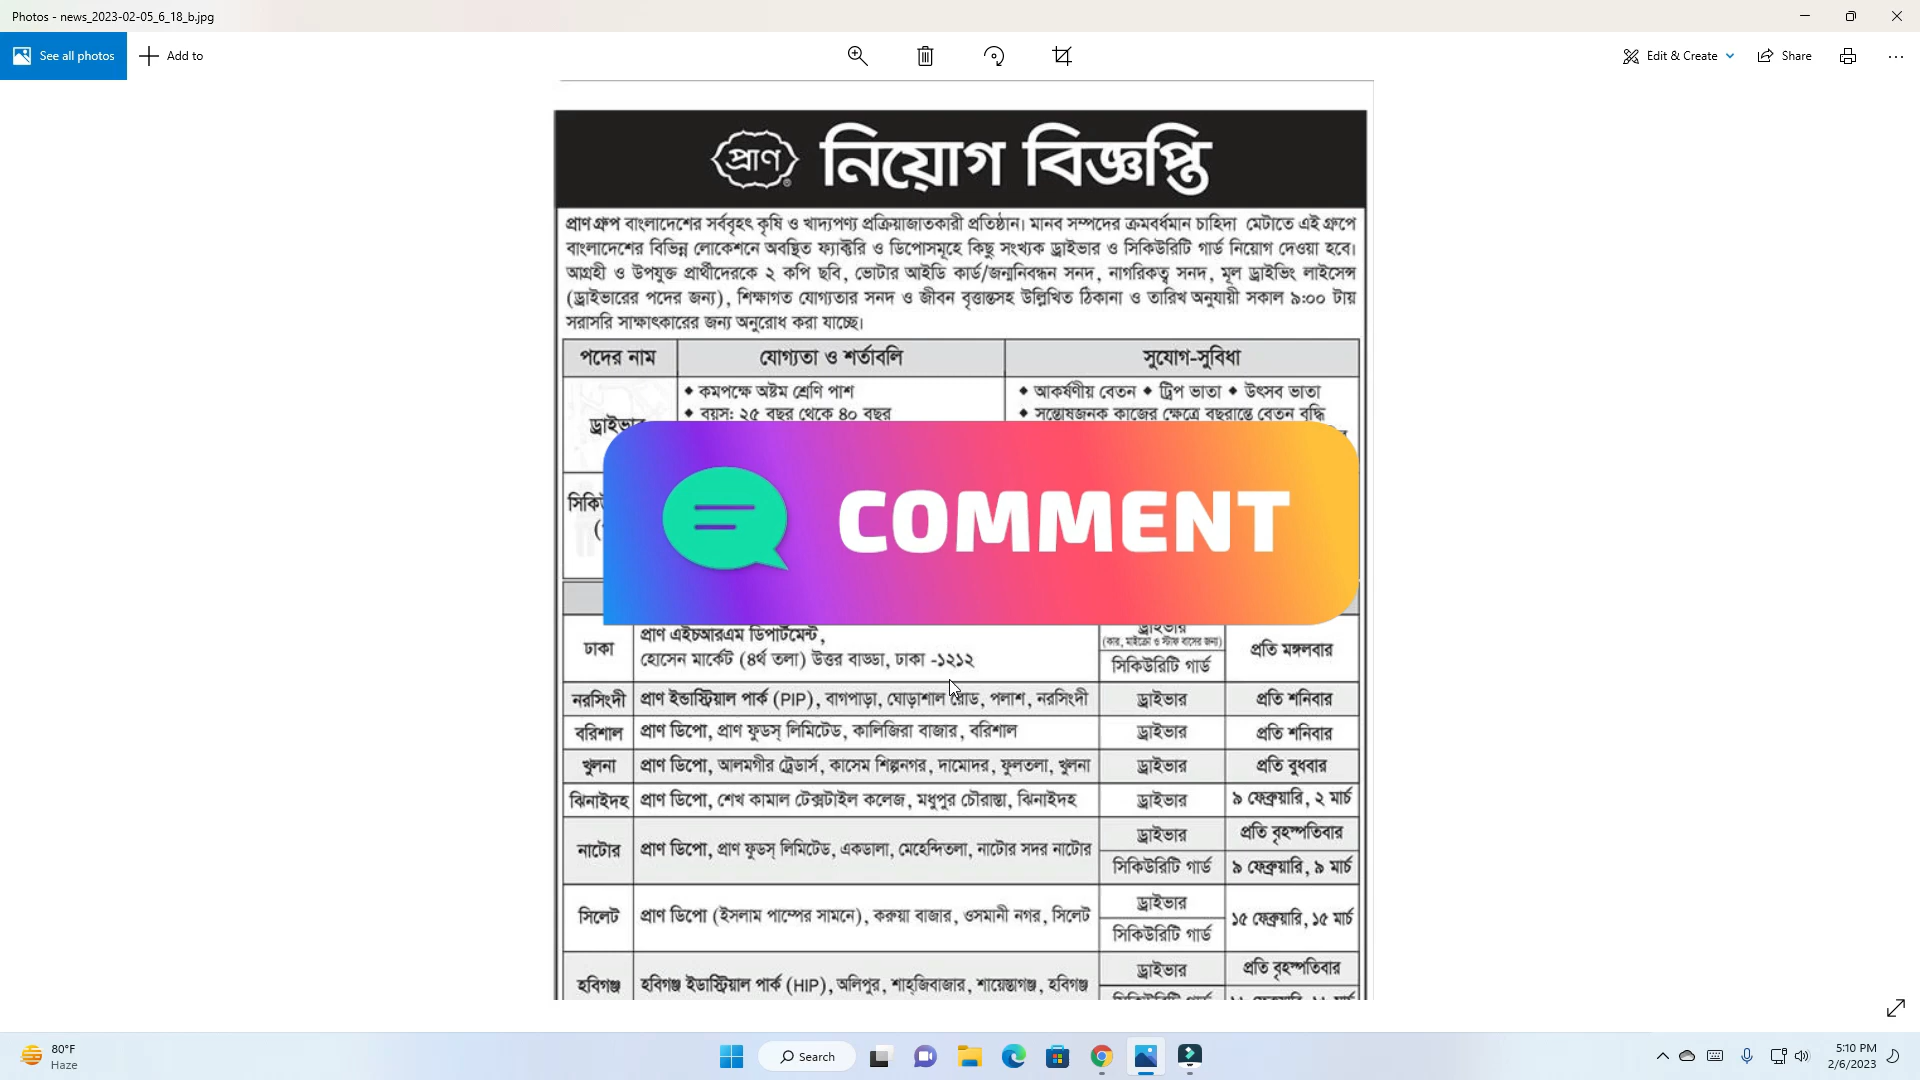 Photos - news_2023-02-05_6_18_b.jpg
See all photos
Add to
Edit & Create
Share
প্রাণ
নিয়োগ বিজ্ঞপ্তি
প্রাণ গ্রুপ বাংলাদেশের সর্ববৃহৎ কৃষি ও খাদ্যপণ্য প্রক্রিয়াজাতকারী প্রতিষ্ঠান। মানব সম্পদের ক্রমবর্ধমান চাহিদা মেটাতে এই গ্রুপে
বাংলাদেশের বিভিন্ন লোকেশনে অবস্থিত ফ্যাক্টরি ও ডিপোসমূহে কিছু সংখ্যক ড্রাইভার ও সিকিউরিটি গার্ড নিয়োগ দেওয়া হবে।
আগ্রহী ও উপযুক্ত প্রার্থীদেরকে ২ কপি ছবি, ভোটার আইডি কার্ড/জন্মনিবন্ধন সনদ, নাগরিকত্ব সনদ, মূল ড্রাইভিং লাইসেন্স
(ড্রাইভারের পদের জন্য), শিক্ষাগত যোগ্যতার সনদ ও জীবন বৃত্তান্তসহ উল্লিখিত ঠিকানা ও তারিখ অনুযায়ী সকাল ৯:০০ টায়
সরাসরি সাক্ষাৎকারের জন্য অনুরোধ করা যাচ্ছে।
পদের নাম যোগ্যতা ও শর্তাবলি সুযোগ-সুবিধা
ড্রাইভার
◆ কমপক্ষে অষ্টম শ্রেণি পাশ
◆ বয়স: ২৫ বছর থেকে ৪০ বছর
◆ আকর্ষণীয় বেতন ◆ ট্রিপ ভাতা ◆ উৎসব ভাতা
◆ সন্তোষজনক কাজের ক্ষেত্রে বছরান্তে বেতন বৃদ্ধি
COMMENT
ঢাকা
প্রাণ এইচআরএম ডিপার্টমেন্ট,
হোসেন মার্কেট (৪র্থ তলা) উত্তর বাড্ডা, ঢাকা -১২১২
ড্রাইভার
(কার, মাইক্রো ও স্টাফ বাসের জন্য)
সিকিউরিটি গার্ড
প্রতি মঙ্গলবার
নরসিংদী প্রাণ ইন্ডাস্ট্রিয়াল পার্ক (PIP), বাগপাড়া, ঘোড়াশাল রোড, পলাশ, নরসিংদী ড্রাইভার প্রতি শনিবার
বরিশাল প্রাণ ডিপো, প্রাণ ফুডস্ লিমিটেড, কালিজিরা বাজার, বরিশাল ড্রাইভার প্রতি শনিবার
খুলনা প্রাণ ডিপো, আলমগীর ট্রেডার্স, কাসেম শিল্পনগর, দামোদর, ফুলতলা, খুলনা ড্রাইভার প্রতি বুধবার
ঝিনাইদহ প্রাণ ডিপো, শেখ কামাল টেক্সটাইল কলেজ, মধুপুর চৌরাস্তা, ঝিনাইদহ ড্রাইভার ৯ ফেব্রুয়ারি, ২ মার্চ
নাটোর প্রাণ ডিপো, প্রাণ ফুডস্ লিমিটেড, একডালা, মেহেন্দিতলা, নাটোর সদর নাটোর
ড্রাইভার প্রতি বৃহস্পতিবার
সিকিউরিটি গার্ড ৯ ফেব্রুয়ারি, ৯ মার্চ
সিলেট প্রাণ ডিপো (ইসলাম পাম্পের সামনে), করুয়া বাজার, ওসমানী নগর, সিলেট
ড্রাইভার
সিকিউরিটি গার্ড
১৫ ফেব্রুয়ারি, ১৫ মার্চ
হবিগঞ্জ হবিগঞ্জ ইডাস্ট্রিয়াল পার্ক (HIP), অলিপুর, শাহ্জিবাজার, শায়েস্তাগঞ্জ, হবিগঞ্জ
ড্রাইভার প্রতি বৃহস্পতিবার
80°F
Haze
Search
5:10 PM
2/6/2023